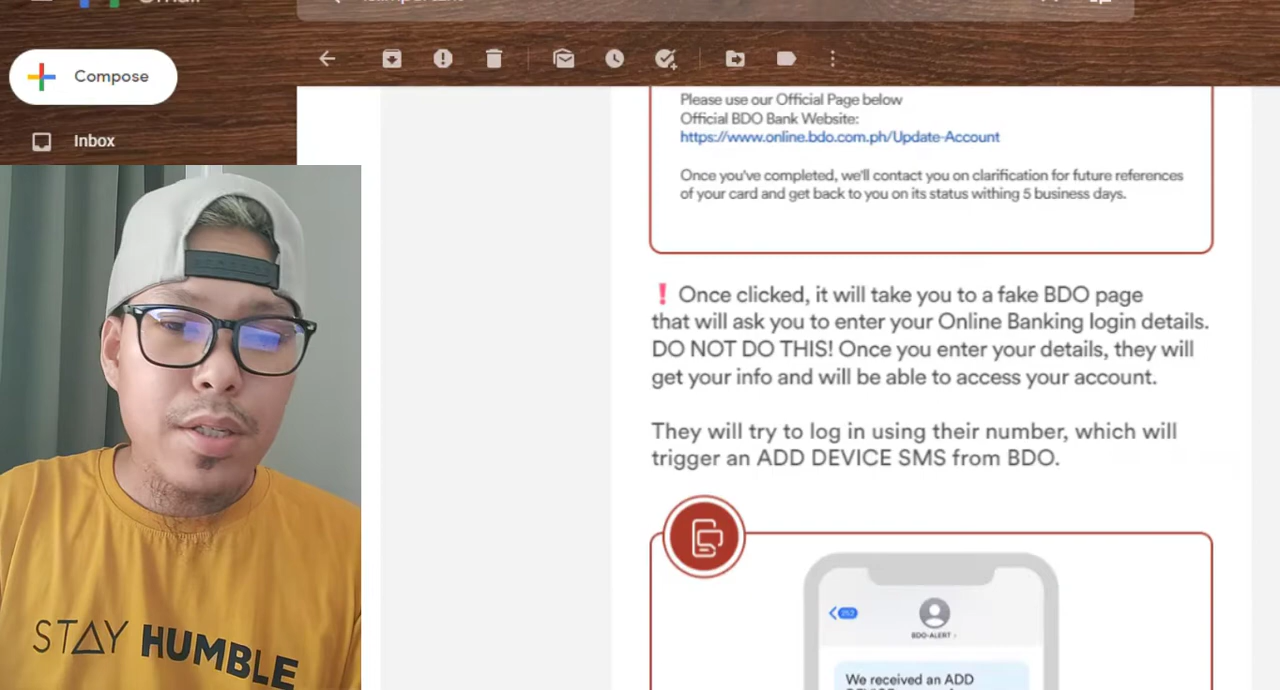 Gmail
Compose
Inbox
Please use our Official Page below
Official BDO Bank Website:
https://www.online.bdo.com.ph/Update-Account
Once you've completed, we'll contact you on clarification for future references
of your card and get back to you on its status withing 5 business days.
❗ Once clicked, it will take you to a fake BDO page
that will ask you to enter your Online Banking login details.
DO NOT DO THIS! Once you enter your details, they will
get your info and will be able to access your account.
They will try to log in using their number, which will
trigger an ADD DEVICE SMS from BDO.
BDO-ALERT
We received an ADD
STAY HUMBLE